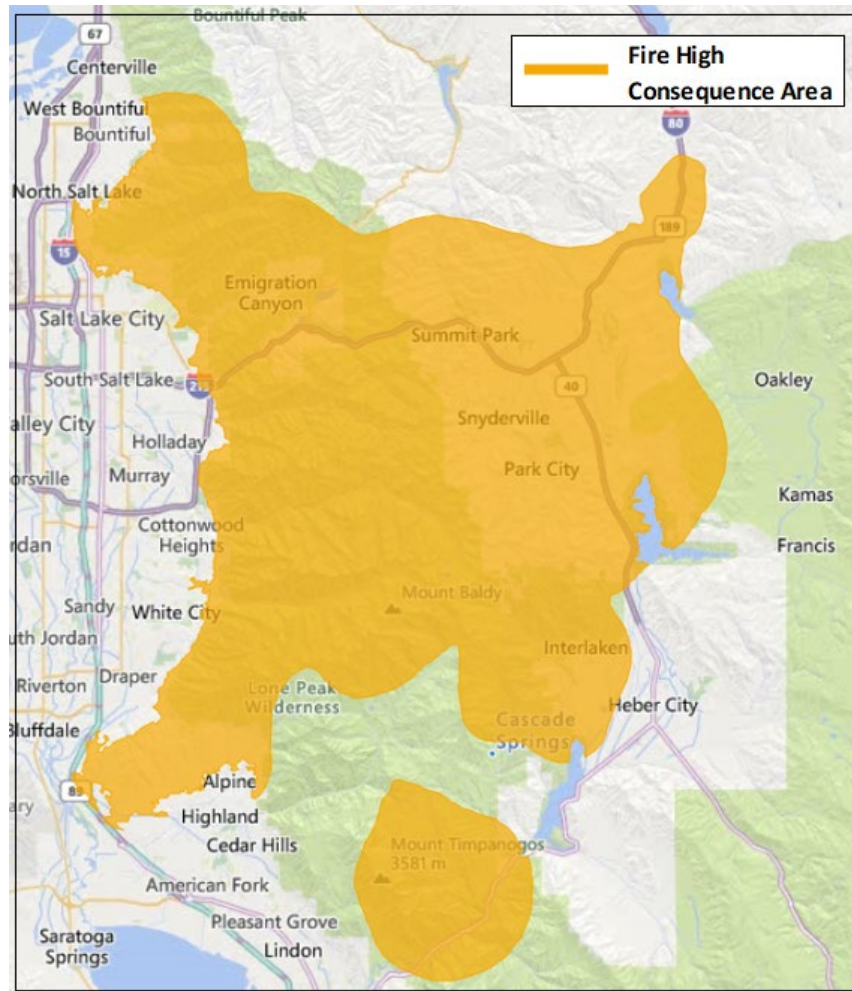 Bountiful Peak
67
Centerville
Fire High
Consequence Area
West Bountiful
Bountiful
80
North Salt Lake
189
15
Emigration
Canyon
Salt Lake City
Summit Park
South Salt Lake
40
Oakley
alley City
Snyderville
Holladay
orsville
Murray
Park City
Kamas
Cottonwood
Heights
rdan
Francis
Mount Baldy
Sandy
White City
uth Jordan
Interlaken
Draper
Riverton
Lone Peak
Wilderness
Heber City
Bluffdale
Cascade
Springs
89
Alpine
Highland
Mount Timpanogos
3581 m
Cedar Hills
American Fork
Pleasant Grove
Saratoga
Springs
Lindon